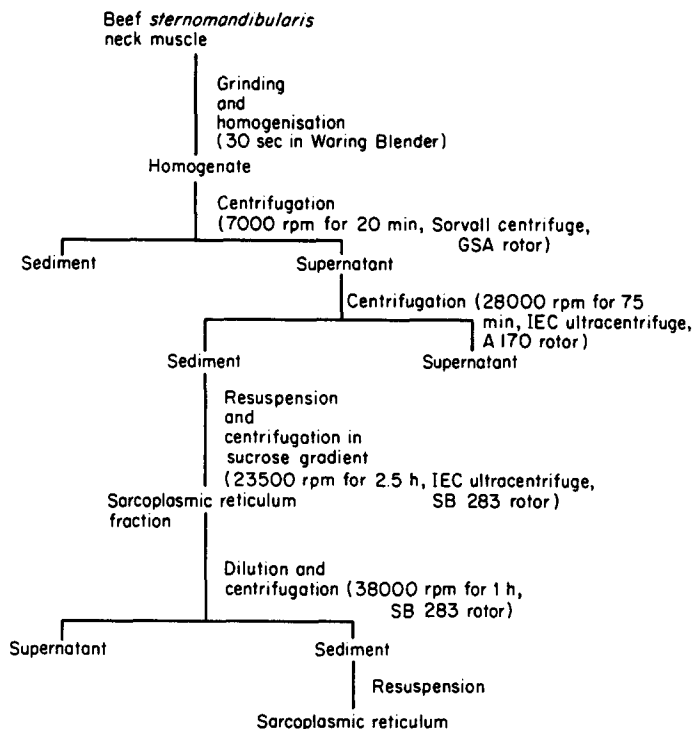 Beef sternomandibularis
neck muscle
Grinding
and
homogenisation
(30 sec in Waring Blender)
Homogenate
Centrifugation
(7000 rpm for 20 min, Sorvall centrifuge,
GSA rotor)
Sediment
Supernatant
Centrifugation (28000 rpm for 75
min, IEC ultracentrifuge,
A 170 rotor)
Sediment
Supernatant
Resuspension
and
centrifugation in
sucrose gradient
(23500 rpm for 2.5 h, IEC ultracentrifuge,
SB 283 rotor)
Sarcoplasmic reticulum
fraction
Dilution and
centrifugation (38000 rpm for 1 h,
SB 283 rotor)
Supernatant
Sediment
Resuspension
Sarcoplasmic reticulum